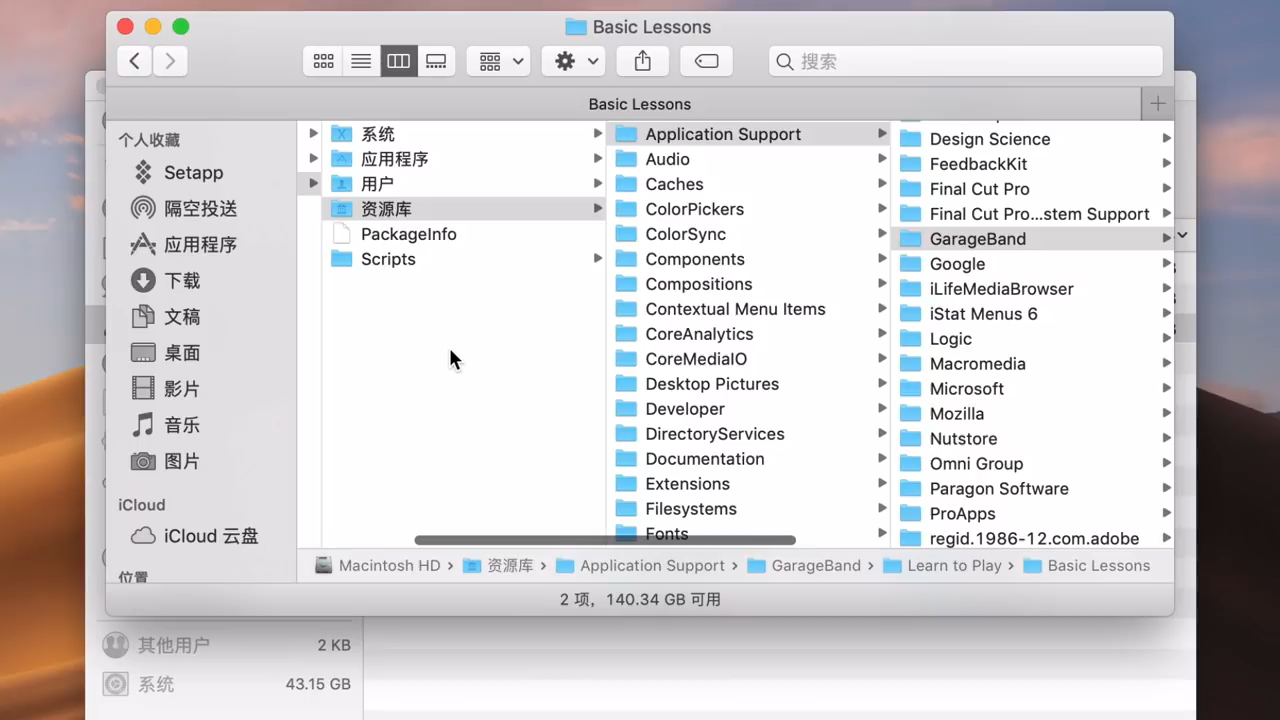 Basic Lessons
搜索
Basic Lessons
个人收藏
Setapp
隔空投送
应用程序
下载
文稿
桌面
影片
音乐
图片
iCloud
iCloud 云盘
位置
系统
应用程序
用户
资源库
PackageInfo
Scripts
Application Support
Audio
Caches
ColorPickers
ColorSync
Components
Compositions
Contextual Menu Items
CoreAnalytics
CoreMediaIO
Desktop Pictures
Developer
DirectoryServices
Documentation
Extensions
Filesystems
Fonts
Design Science
FeedbackKit
Final Cut Pro
Final Cut Pro...stem Support
GarageBand
Google
iLifeMediaBrowser
iStat Menus 6
Logic
Macromedia
Microsoft
Mozilla
Nutstore
Omni Group
Paragon Software
ProApps
regid.1986-12.com.adobe
Macintosh HD › 资源库 › Application Support › GarageBand › Learn to Play › Basic Lessons
2 项，140.34 GB 可用
其他用户 2 KB
系统 43.15 GB